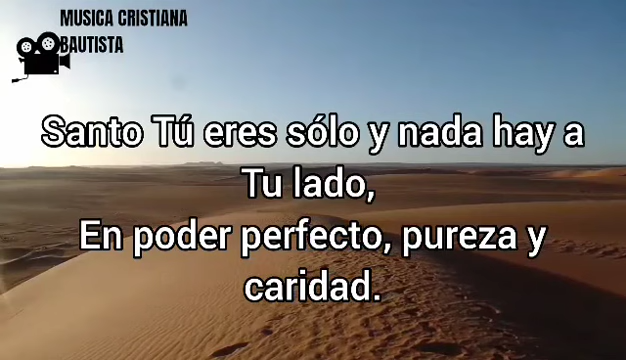 MUSICA CRISTIANA
BAUTISTA
Santo Tú eres sólo y nada hay a
Tu lado,
En poder perfecto, pureza y
caridad.